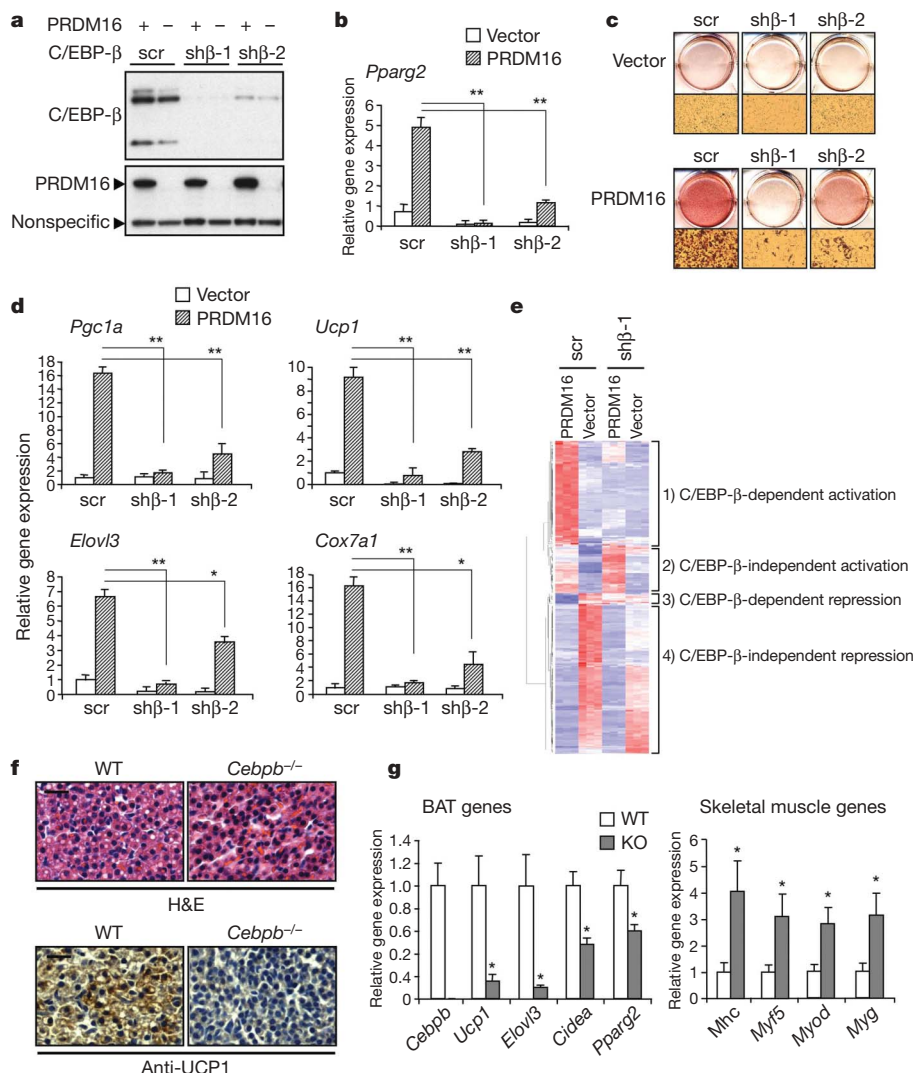 a
PRDM16 + − + − + −
C/EBP-β scr shβ-1 shβ-2
C/EBP-β
PRDM16
Nonspecific
b
Vector
PRDM16
Pparg2
** **
Relative gene expression
6
5
4
3
2
1
0
scr shβ-1 shβ-2
c
scr shβ-1 shβ-2
Vector
scr shβ-1 shβ-2
PRDM16
d
Vector
PRDM16
Relative gene expression
Pgc1a
** **
18
16
14
12
10
8
6
4
2
0
scr shβ-1 shβ-2
Ucp1
** **
10
8
6
4
2
0
scr shβ-1 shβ-2
Elovl3
** *
8
7
6
5
4
3
2
1
0
scr shβ-1 shβ-2
Cox7a1
** *
18
16
14
12
10
8
6
4
2
0
scr shβ-1 shβ-2
e
scr shβ-1
PRDM16 Vector PRDM16 Vector
1) C/EBP-β-dependent activation
2) C/EBP-β-independent activation
3) C/EBP-β-dependent repression
4) C/EBP-β-independent repression
f
WT Cebpb–/–
H&E
WT Cebpb–/–
Anti-UCP1
g
BAT genes
WT
KO
Relative gene expression
1.4
1.2
1.0
0.8
0.6
0.4
0.2
0
* * * *
Cebpb Ucp1 Elovl3 Cidea Pparg2
Skeletal muscle genes
Relative gene expression
6
5
4
3
2
1
0
* * * *
Mhc Myf5 Myod Myg